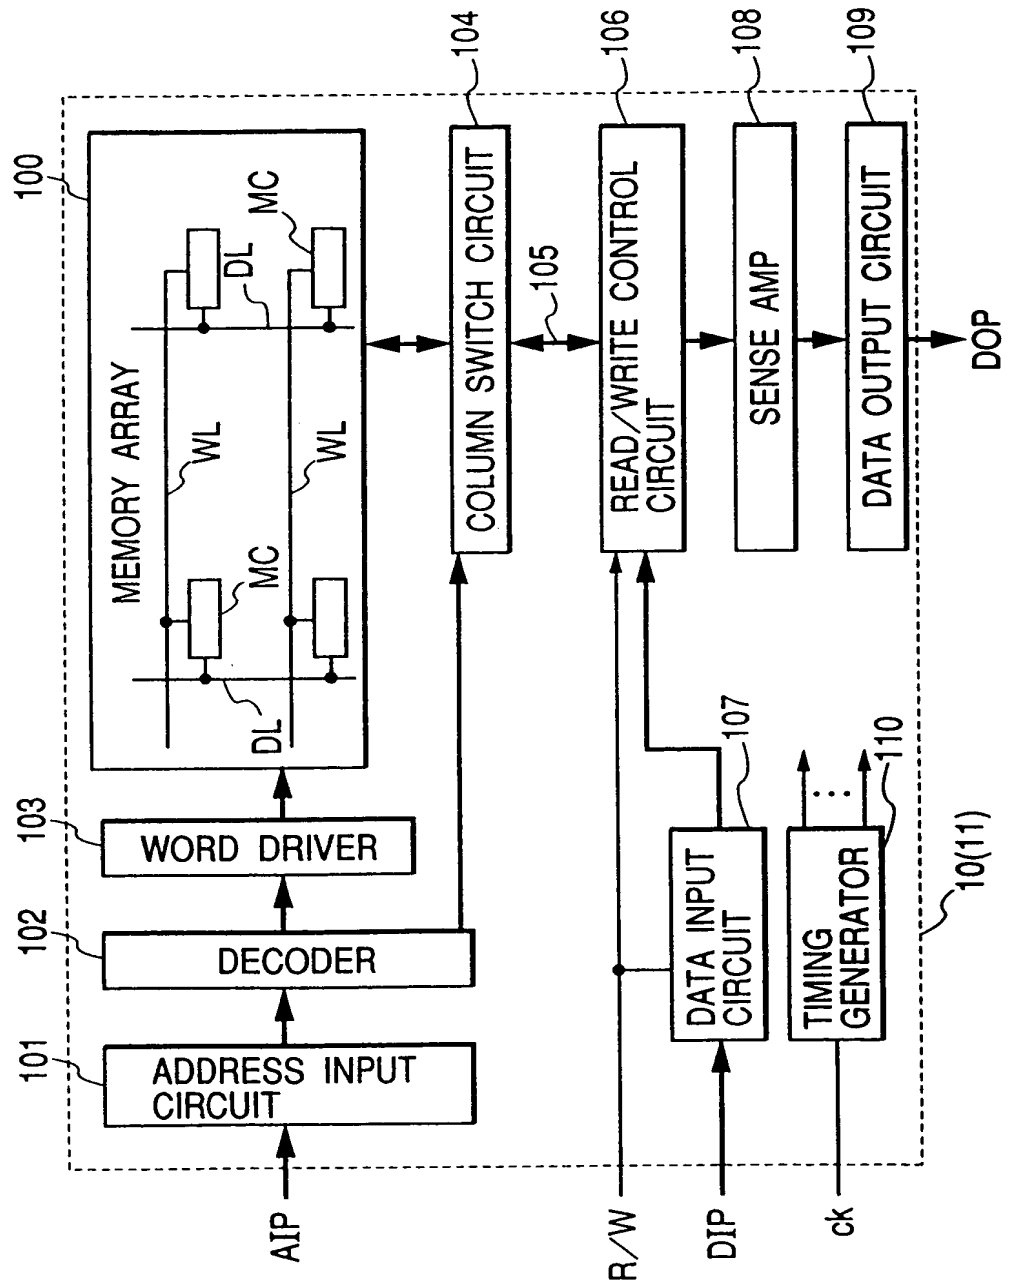 100
MEMORY ARRAY
WL
WL
MC
MC
DL
DL
103
WORD DRIVER
102
DECODER
101
ADDRESS INPUT
CIRCUIT
AIP
104
COLUMN SWITCH CIRCUIT
105
106
READ/WRITE CONTROL
CIRCUIT
108
SENSE AMP
109
DATA OUTPUT CIRCUIT
DOP
R/W
107
DATA INPUT
CIRCUIT
DIP
110
TIMING
GENERATOR
ck
10(11)